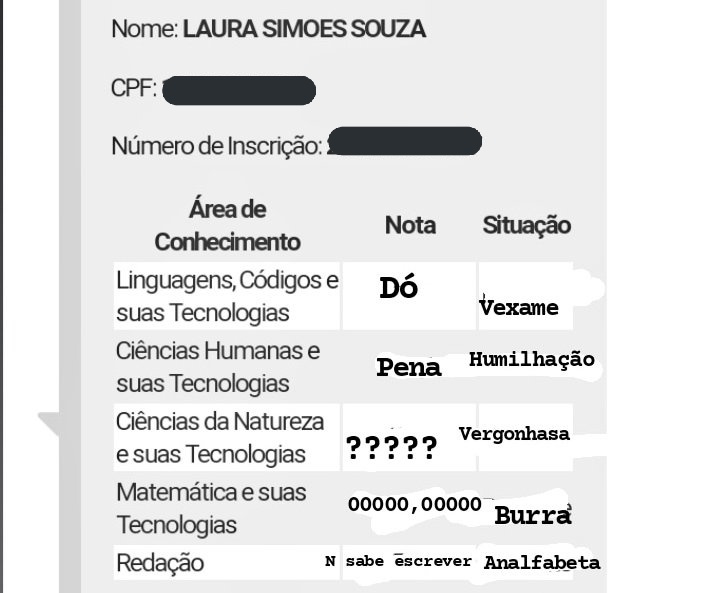 Nome: LAURA SIMOES SOUZA
CPF:
Número de Inscrição:
Área de Conhecimento Nota Situação
Linguagens, Códigos e suas Tecnologias Dó Vexame
Ciências Humanas e suas Tecnologias Pena Humilhação
Ciências da Natureza e suas Tecnologias ????? Vergonhasa
Matemática e suas Tecnologias 00000,00000 Burra
Redação N sabe escrever Analfabeta